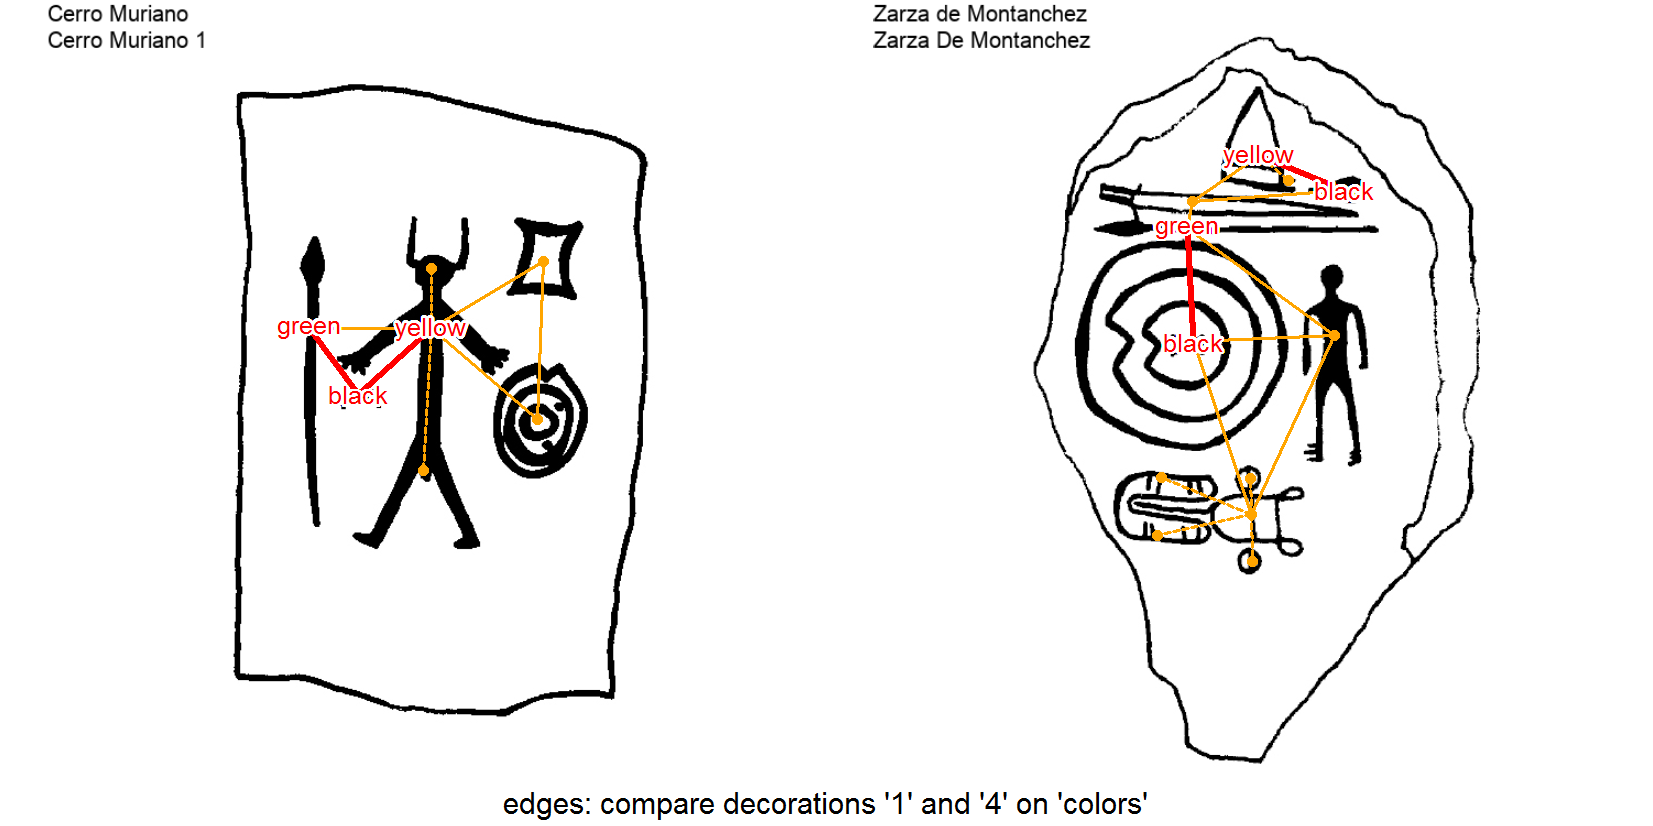 Cerro Muriano
Cerro Muriano 1
Zarza de Montanchez
Zarza De Montanchez
green
yellow
black
yellow
black
green
black
edges: compare decorations '1' and '4' on 'colors'